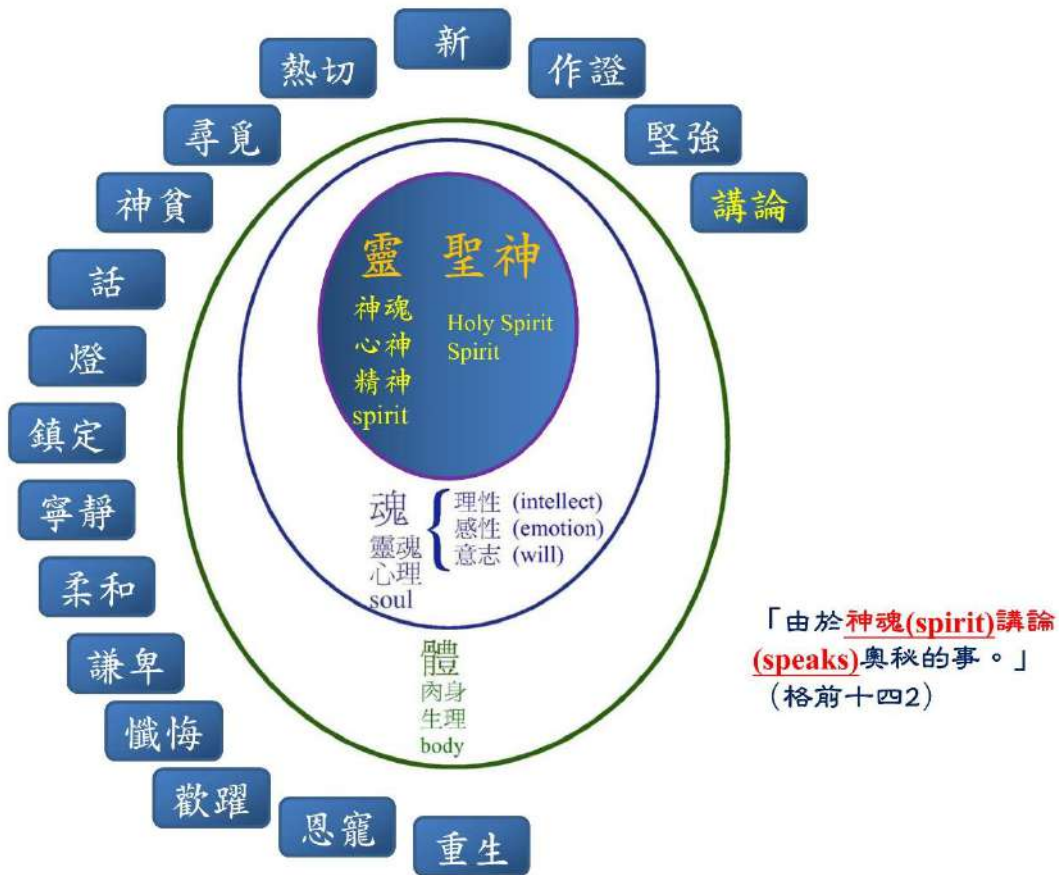 新
熱切
作證
尋覓
堅強
神貧
講論
話
燈
鎮定
寧靜
柔和
謙卑
懺悔
歡躍
恩寵
重生
靈 聖神
神魂
心神
精神
spirit
Holy Spirit
Spirit
魂
靈魂
心理
soul
理性 (intellect)
感性 (emotion)
意志 (will)
體
肉身
生理
body
「由於神魂(spirit)講論
(speaks)奧秘的事。」
（格前十四2）